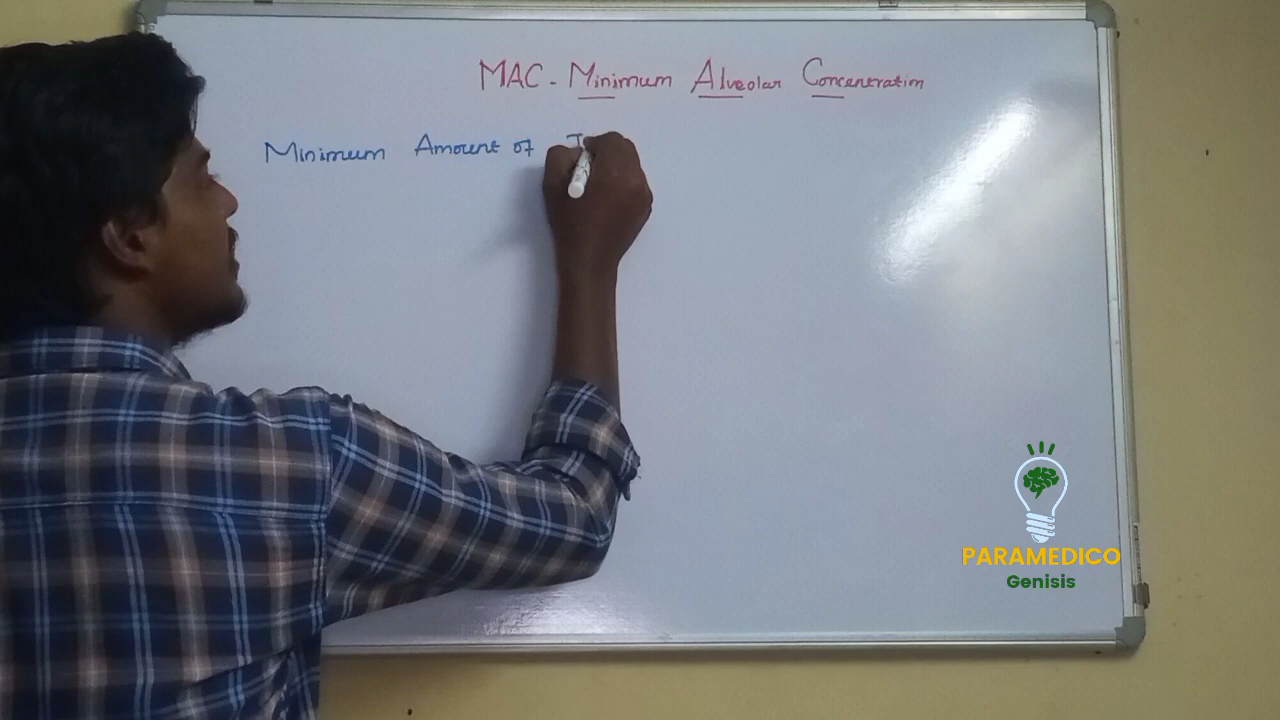 MAC - Minimum Alveolar Concentration
Minimum Amount of
PARAMEDICO
Genisis